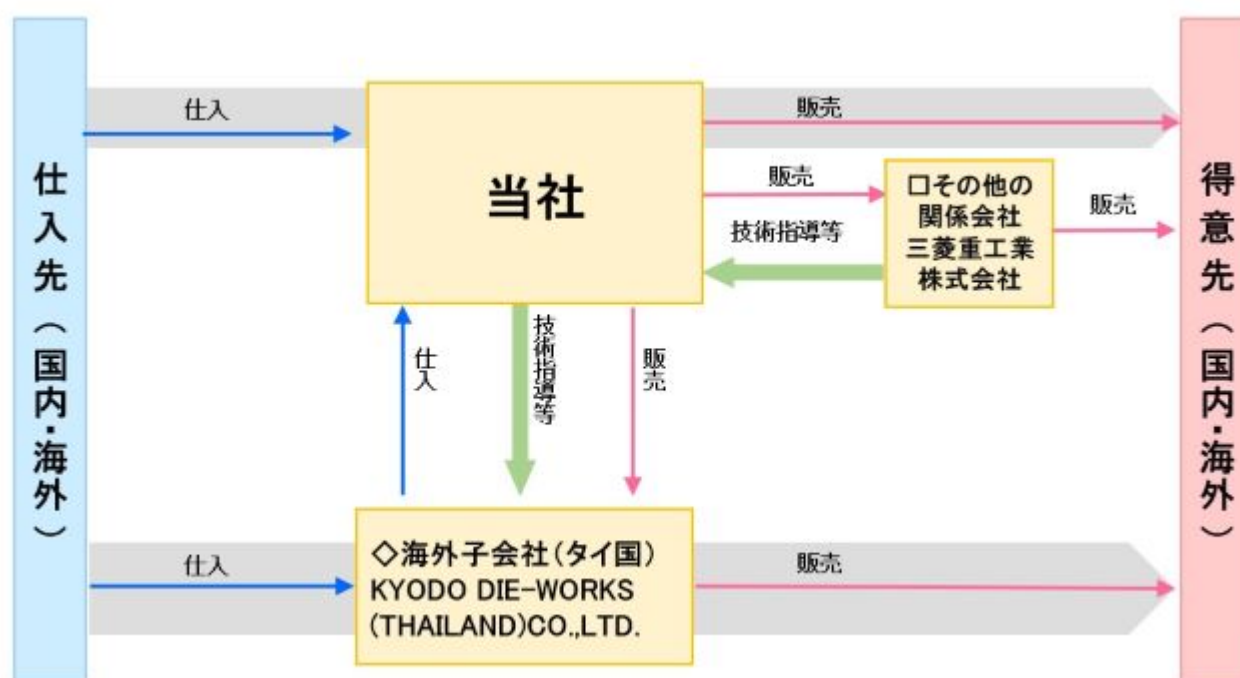 仕入先（国内・海外）
仕入
当社
販売
販売
技術指導等
□その他の
関係会社
三菱重工業
株式会社
販売
得意先（国内・海外）
仕入
技術指導等
販売
仕入
◇海外子会社（タイ国）
KYODO DIE-WORKS
(THAILAND)CO.,LTD.
販売